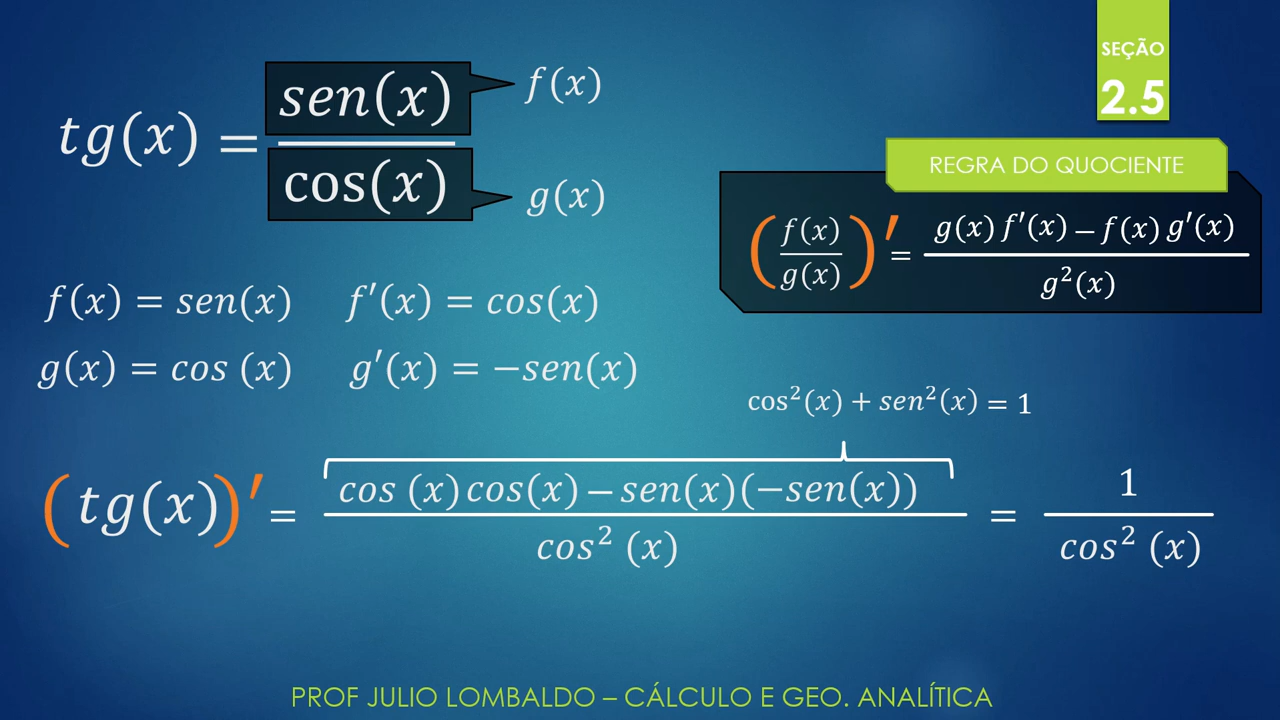 SEÇÃO
2.5
tg(x) = sen(x)/cos(x)
f(x)
g(x)
REGRA DO QUOCIENTE
(f(x)/g(x))′ = (g(x) f′(x) − f(x) g′(x))/g²(x)
f(x) = sen(x) f′(x) = cos(x)
g(x) = cos (x) g′(x) = −sen(x)
cos²(x) + sen²(x) = 1
(tg(x))′ = (cos (x) cos(x) − sen(x)(−sen(x)))/cos² (x) = 1/cos² (x)
PROF JULIO LOMBALDO – CÁLCULO E GEO. ANALÍTICA